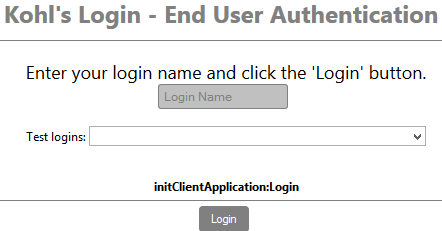 Kohl's Login - End User Authentication
Enter your login name and click the 'Login' button.
Login Name
Test logins:
initClientApplication:Login
Login